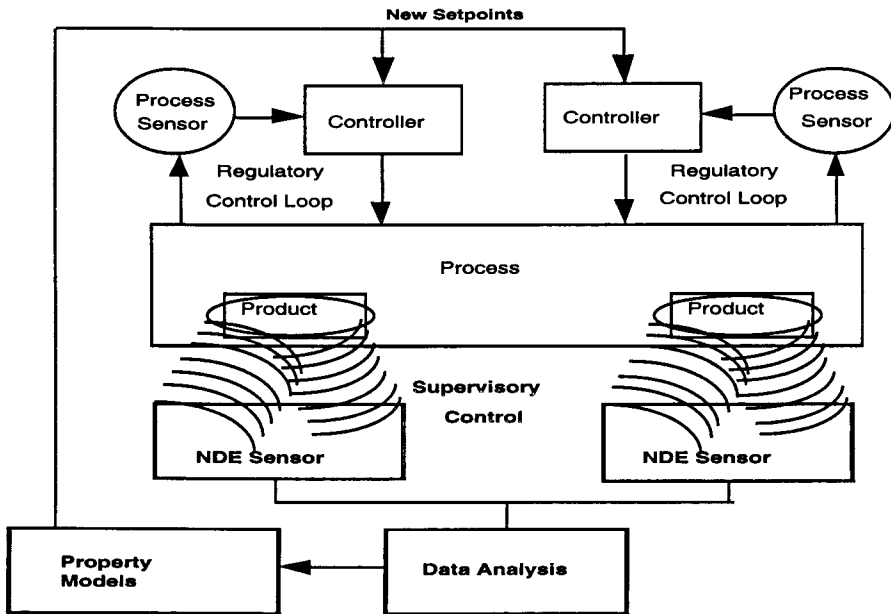 New Setpoints
Process
Sensor
Controller
Controller
Process
Sensor
Regulatory
Control Loop
Regulatory
Control Loop
Process
Product
Product
Supervisory
Control
NDE Sensor
NDE Sensor
Property
Models
Data Analysis